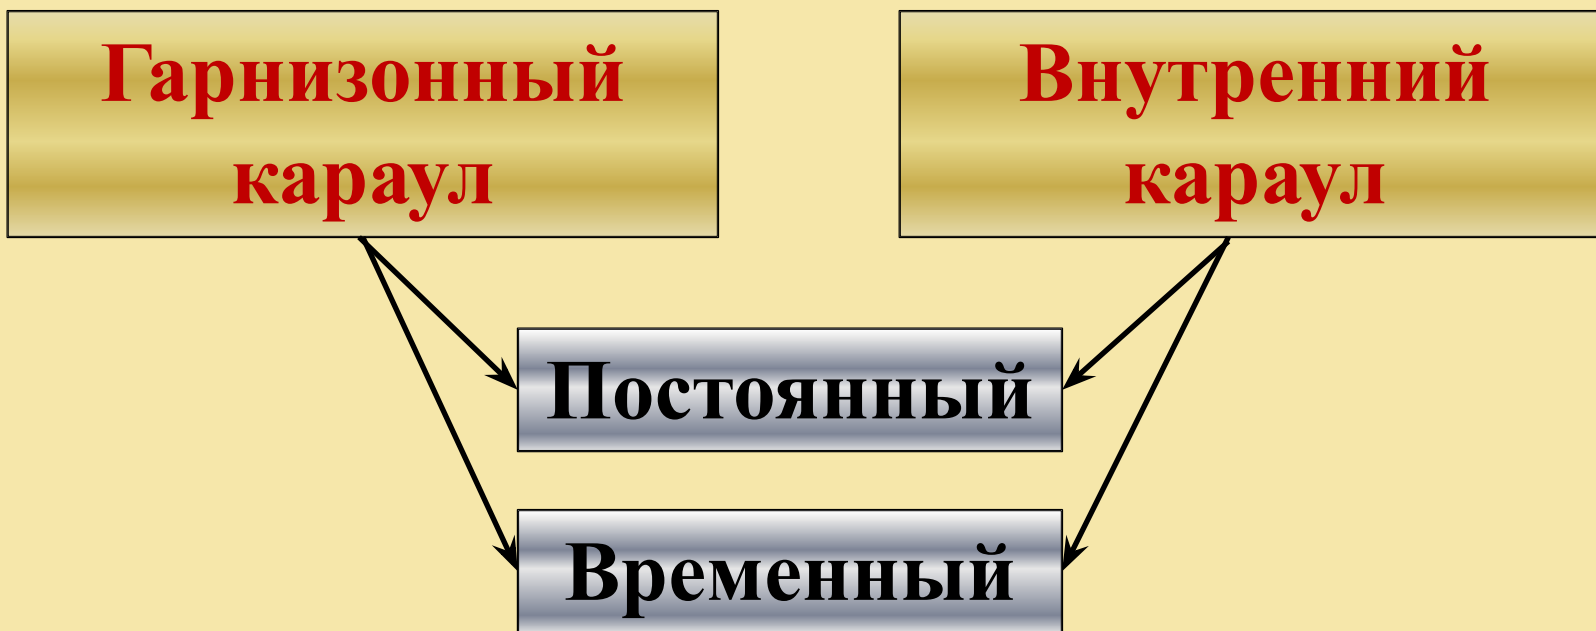 Гарнизонный
караул
Внутренний
караул
Постоянный
Временный